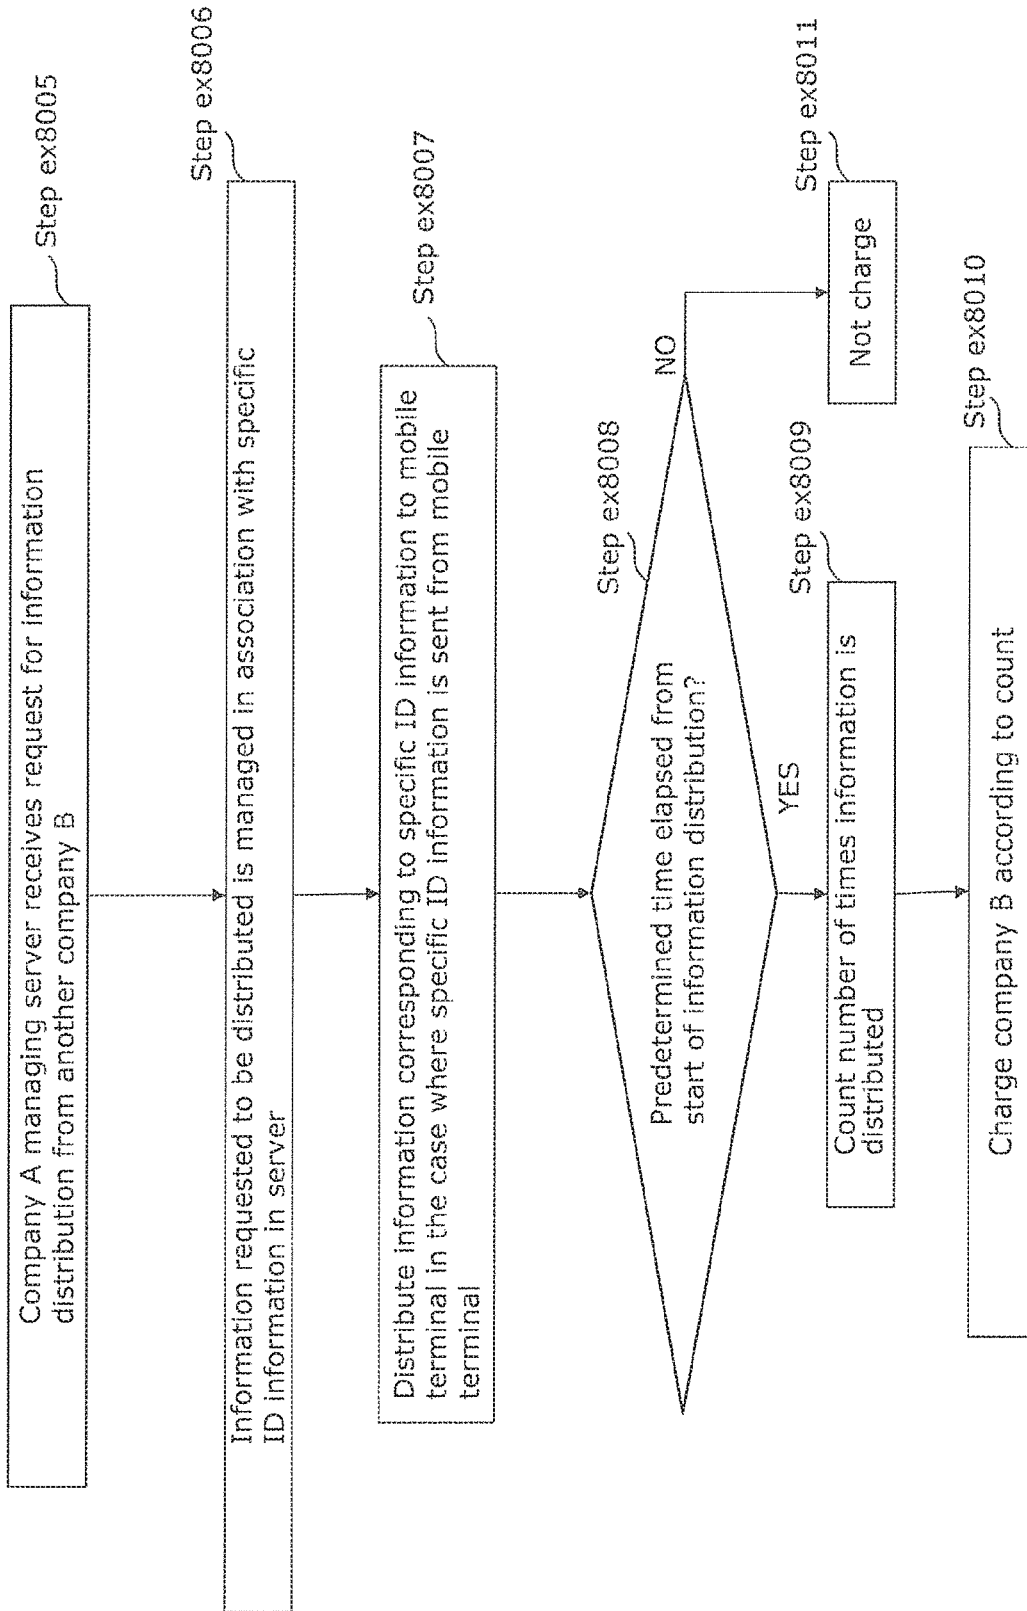 Company A managing server receives request for information
distribution from another company B
Step ex8005
Information requested to be distributed is managed in association with specific
ID information in server
Step ex8006
Distribute information corresponding to specific ID information to mobile
terminal in the case where specific ID information is sent from mobile
terminal
Step ex8007
Predetermined time elapsed from
start of information distribution?
Step ex8008
NO
YES
Count number of times information is
distributed
Step ex8009
Not charge
Step ex8011
Charge company B according to count
Step ex8010